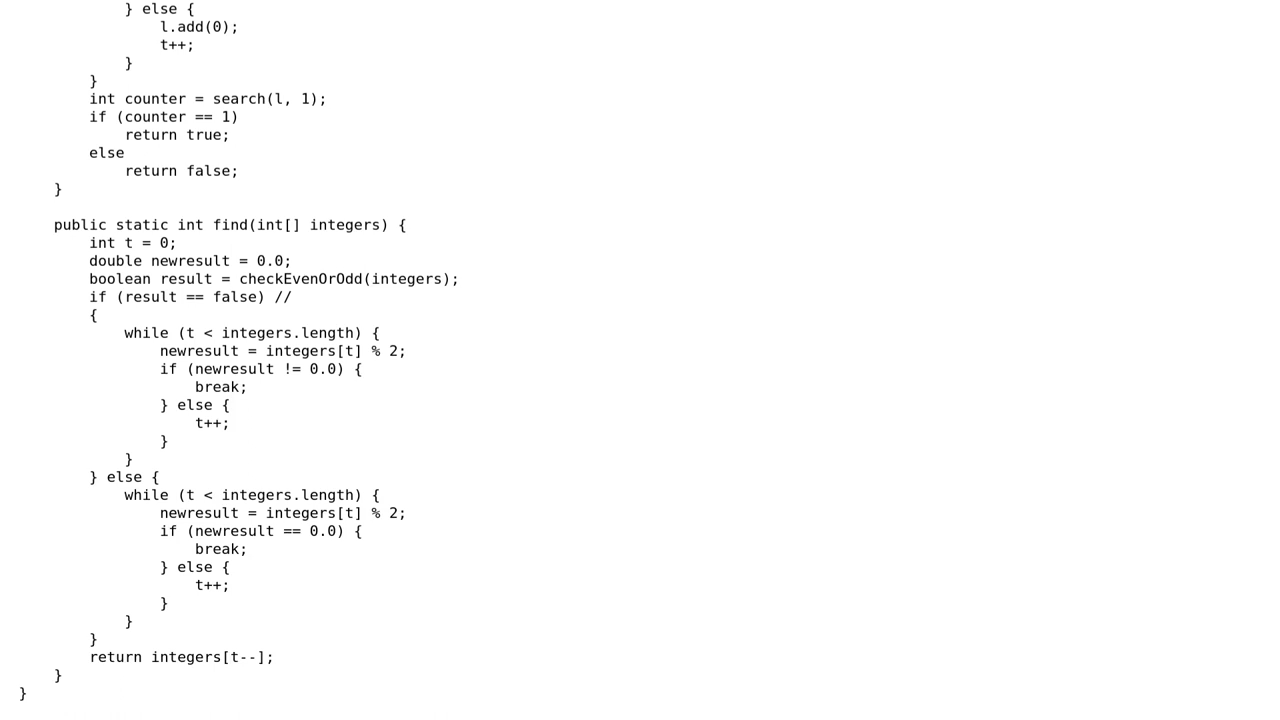 } else {
                l.add(0);
                t++;
            }
        }
        int counter = search(l, 1);
        if (counter == 1)
            return true;
        else
            return false;
    }

    public static int find(int[] integers) {
        int t = 0;
        double newresult = 0.0;
        boolean result = checkEvenOrOdd(integers);
        if (result == false) //
        {
            while (t < integers.length) {
                newresult = integers[t] % 2;
                if (newresult != 0.0) {
                    break;
                } else {
                    t++;
                }
            }
        } else {
            while (t < integers.length) {
                newresult = integers[t] % 2;
                if (newresult == 0.0) {
                    break;
                } else {
                    t++;
                }
            }
        }
        return integers[t--];
    }
}